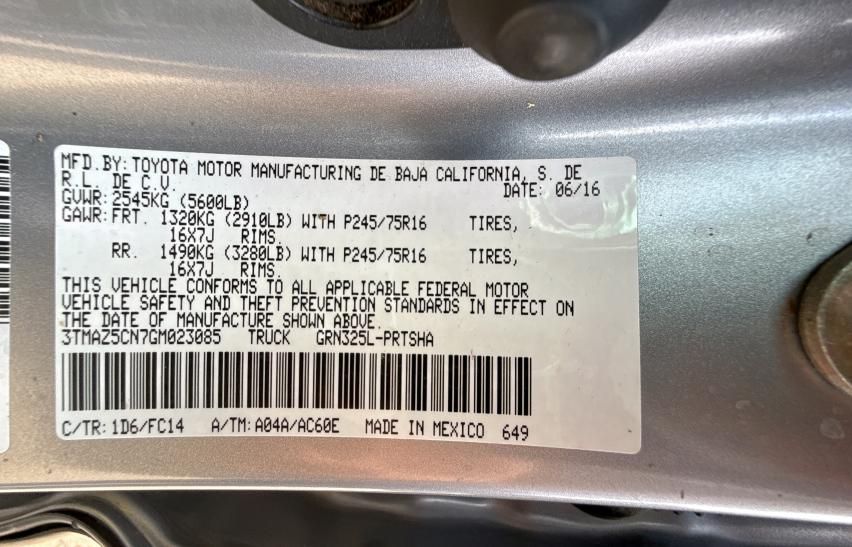 MFD.BY: TOYOTA MOTOR MANUFACTURING DE BAJA CALIFORNIA, S. DE
R.L. DE C.V. DATE: 06/16
GVWR: 2545KG (5600LB)
GAWR: FRT. 1320KG (2910LB) WITH P245/75R16 TIRES,
16X7J RIMS.
RR. 1490KG (3280LB) WITH P245/75R16 TIRES,
16X7J RIMS.
THIS VEHICLE CONFORMS TO ALL APPLICABLE FEDERAL MOTOR
VEHICLE SAFETY AND THEFT PREVENTION STANDARDS IN EFFECT ON
THE DATE OF MANUFACTURE SHOWN ABOVE.
3TMAZ5CN7GM023085 TRUCK GRN325L-PRTSHA
C/TR: 1D6/FC14 A/TM: A04A/AC60E MADE IN MEXICO 649